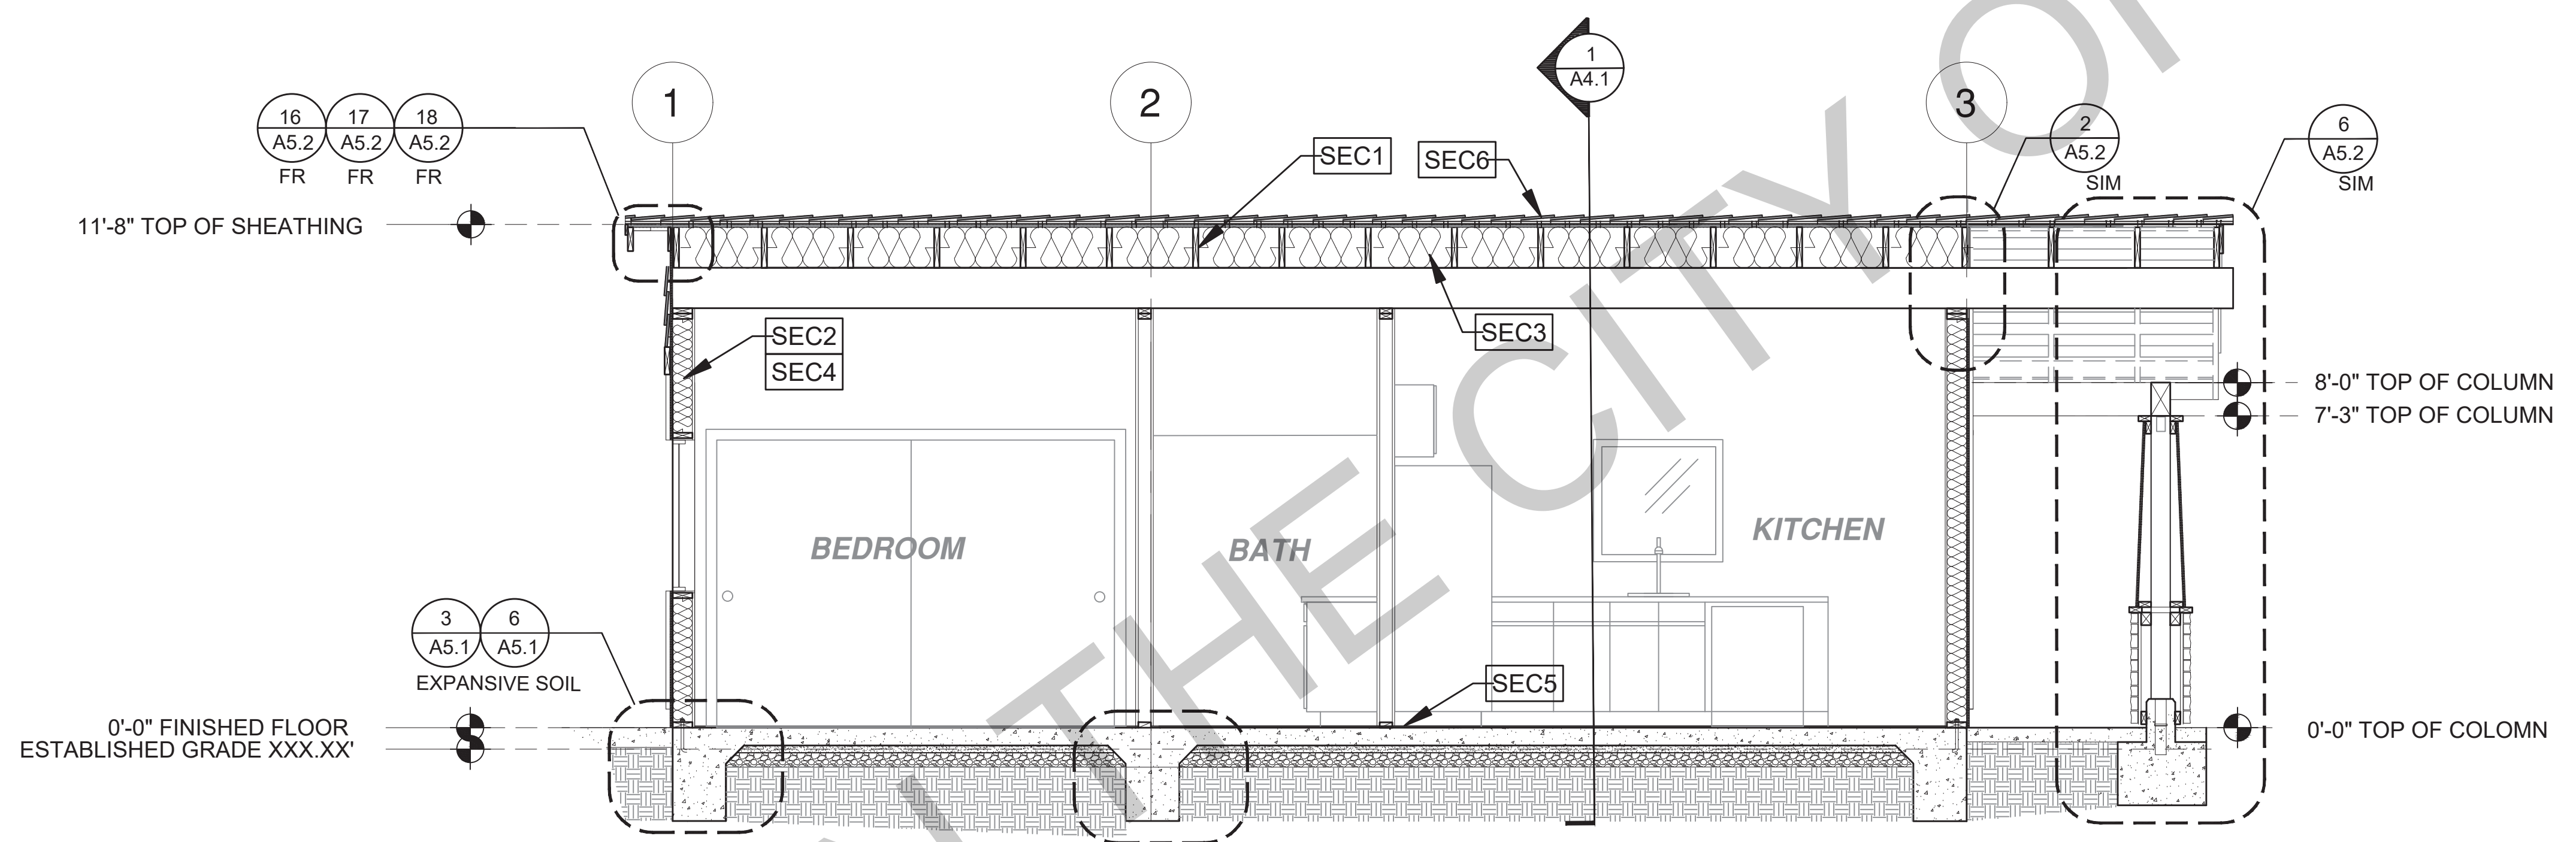 1
A4.1
1
2
3
16
A5.2
FR
17
A5.2
FR
18
A5.2
FR
2
A5.2
SIM
6
A5.2
SIM
SEC1
SEC6
11'-8" TOP OF SHEATHING
SEC2
SEC4
SEC3
8'-0" TOP OF COLUMN
7'-3" TOP OF COLUMN
BEDROOM
BATH
KITCHEN
3
A5.1
6
A5.1
EXPANSIVE SOIL
SEC5
0'-0" FINISHED FLOOR
ESTABLISHED GRADE XXX.XX'
0'-0" TOP OF COLOMN
THE CITY